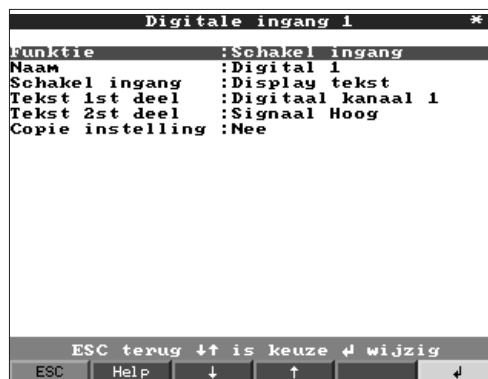 Digitale ingang 1 *
Funktie :Schakel ingang
Naam :Digital 1
Schakel ingang :Display tekst
Tekst 1st deel :Digitaal kanaal 1
Tekst 2st deel :Signaal Hoog
Copie instelling :Nee
ESC terug ↓↑ is keuze ↲ wijzig
ESC Help ↓ ↑ ↲